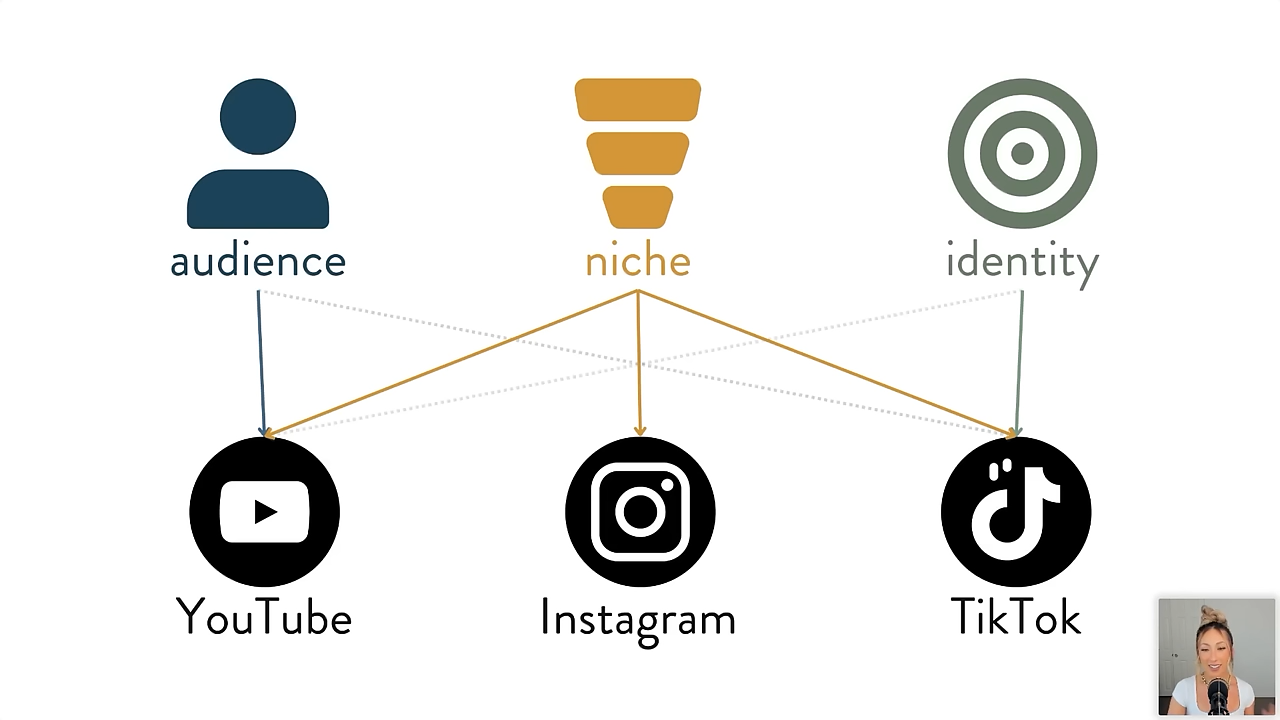 audience
niche
identity
YouTube
Instagram
TikTok